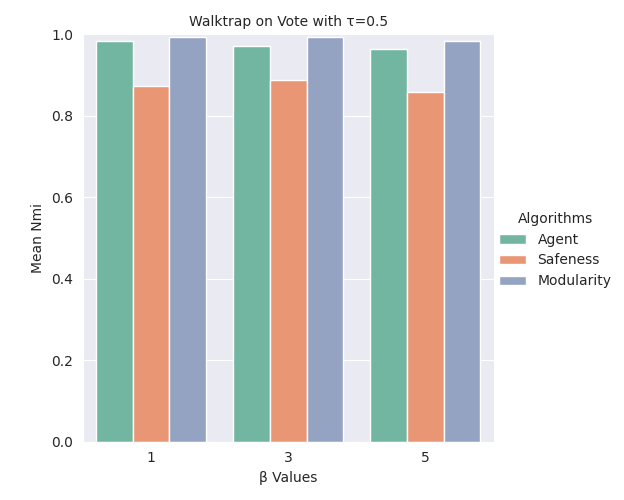 Walktrap on Vote with τ=0.5
1.0
0.8
0.6
0.4
0.2
0.0
Mean Nmi
1
3
5
β Values
Algorithms
Agent
Safeness
Modularity